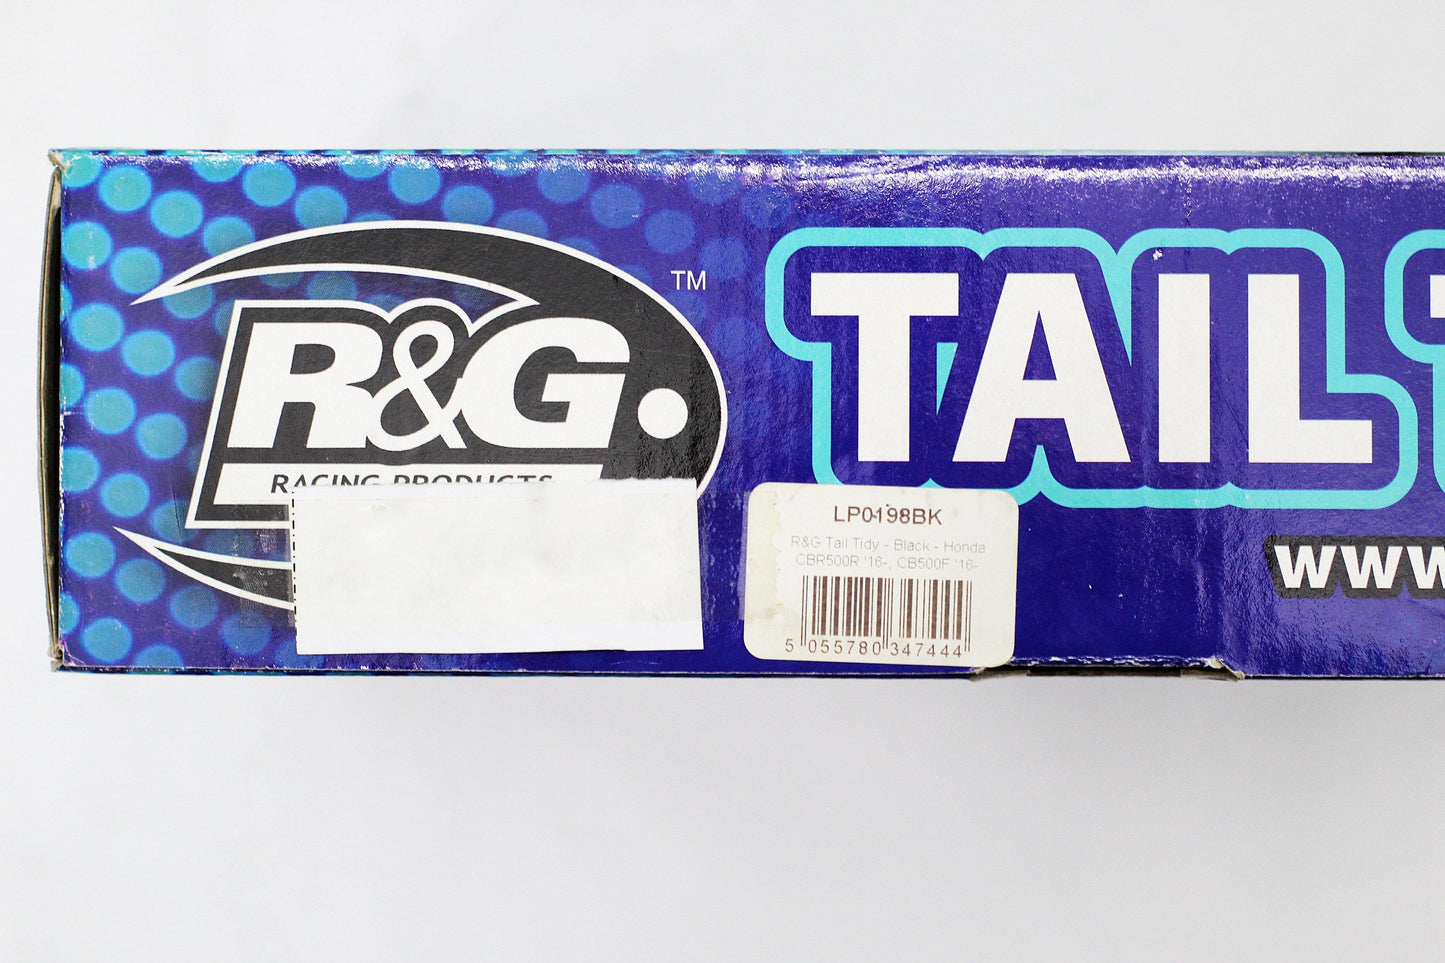 R&G
RACING PRODUCTS
TM
TAIL
www.
LP0198BK
R&G Tail Tidy - Black - Honda
CBR500R '16-, CB500F '16-
5 055780 347444